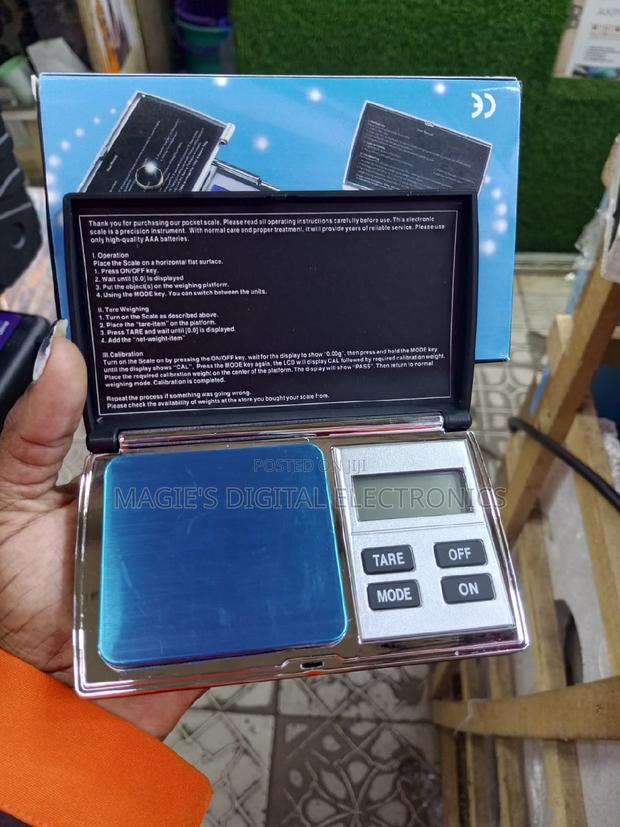 CE
Thank you for purchasing our pocket scale. Please read all operating instructions carefully before use. This electronic
scale is a precision instrument. With normal care and proper treatment, it will provide years of reliable service. Please use
only high-quality AAA batteries.
I. Operation
Place the Scale on a horizontal flat surface.
1. Press ON/OFF key.
2. Wait until [0.0] is displayed
3. Put the object(s) on the weighing platform.
4. Using the MODE key. You can switch between the units.
II. Tare Weighing
1. Turn on the Scale as described above.
2. Place the "tare-item" on the platform.
3. Press TARE and wait until [0.0] is displayed.
4. Add the "net-weight-item"
III. Calibration
Turn on the Scale on by pressing the ON/OFF key, wait for the display to show "0.00g", then press and hold the MODE key
until the display shows "CAL". Press the MODE key again, the LCD will display CAL followed by required calibration weight.
Place the required calibration weight on the center of the platform. The display will show "PASS". Then return to normal
weighing mode. Calibration is completed.
Repeat the process if something was going wrong.
Please check the availability of weights at the store you bought your scale from.
POSTED ON JIJI
MAGIE'S DIGITAL ELECTRONICS
TARE OFF
MODE ON